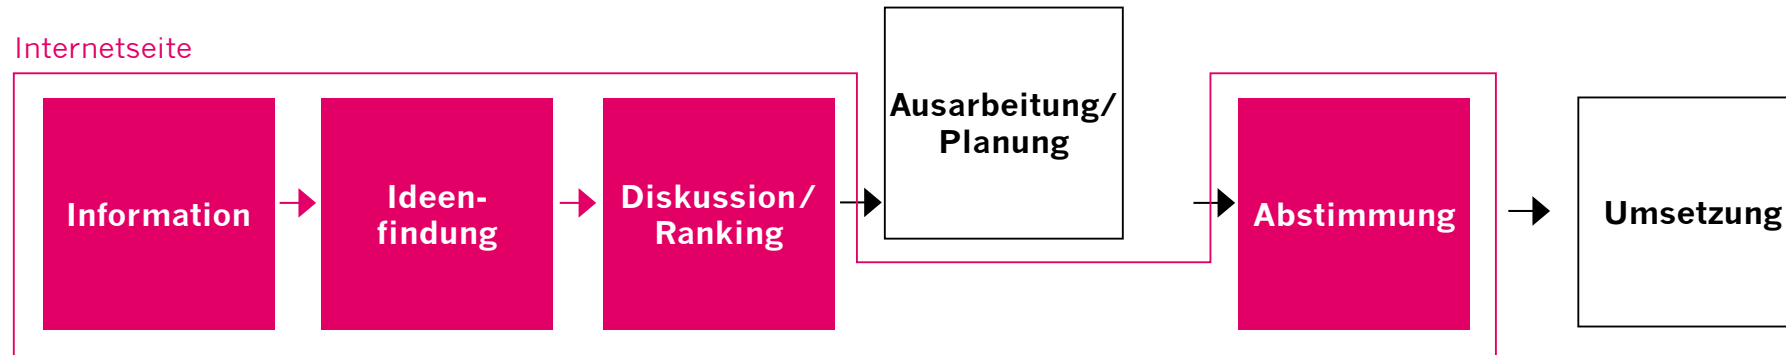 Internetseite
Information
Ideen-
findung
Diskussion/
Ranking
Ausarbeitung/
Planung
Abstimmung
Umsetzung